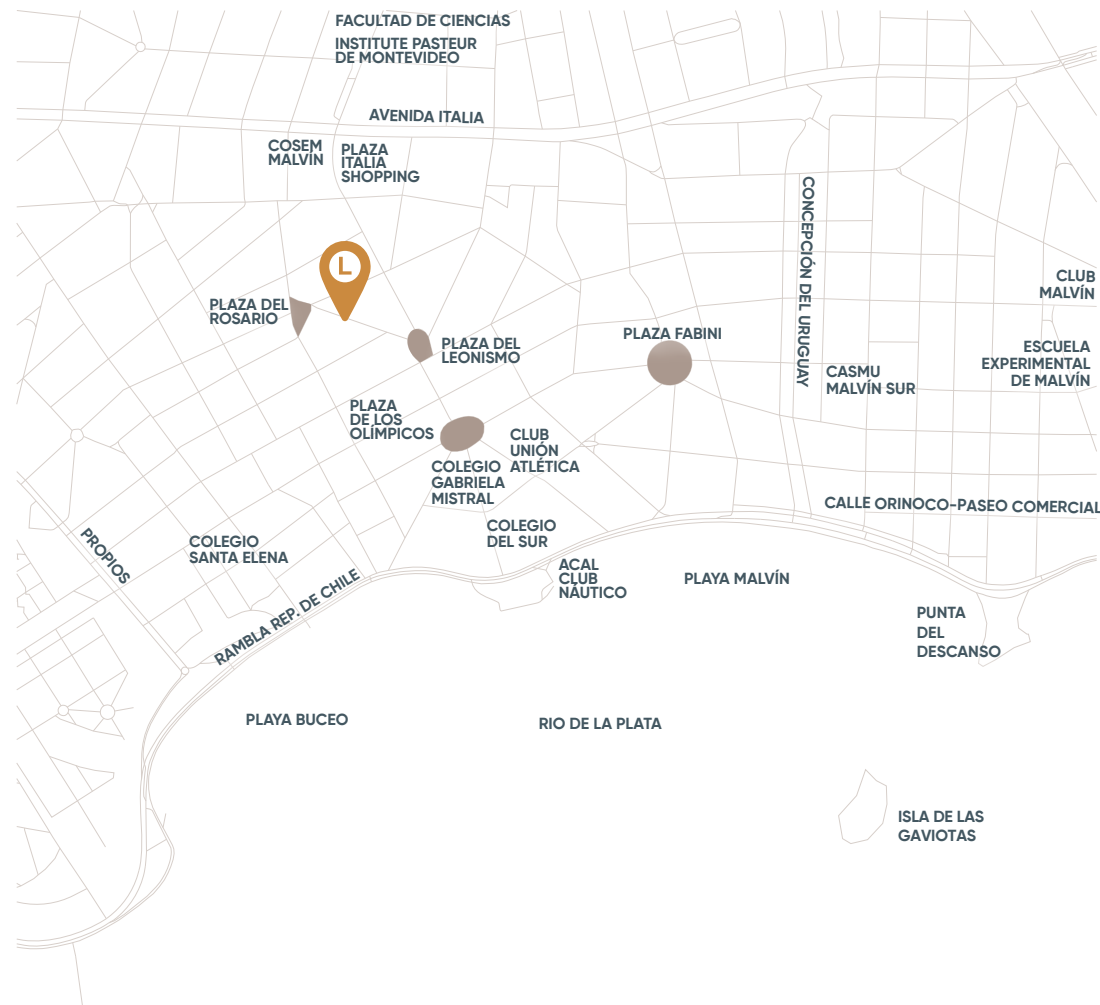 FACULTAD DE CIENCIAS
INSTITUTE PASTEUR
DE MONTEVIDEO
AVENIDA ITALIA
COSEM
MALVÍN
PLAZA
ITALIA
SHOPPING
L
PLAZA DEL
ROSARIO
PLAZA DEL
LEONISMO
PLAZA FABINI
CONCEPCIÓN DEL URUGUAY
CLUB
MALVÍN
ESCUELA
EXPERIMENTAL
DE MALVÍN
CASMU
MALVÍN SUR
PLAZA
DE LOS
OLÍMPICOS
CLUB
UNIÓN
ATLÉTICA
COLEGIO
GABRIELA
MISTRAL
CALLE ORINOCO-PASEO COMERCIAL
COLEGIO
DEL SUR
PROPIOS
COLEGIO
SANTA ELENA
RAMBLA REP. DE CHILE
ACAL
CLUB
NÁUTICO
PLAYA MALVÍN
PUNTA
DEL
DESCANSO
PLAYA BUCEO
RIO DE LA PLATA
ISLA DE LAS
GAVIOTAS